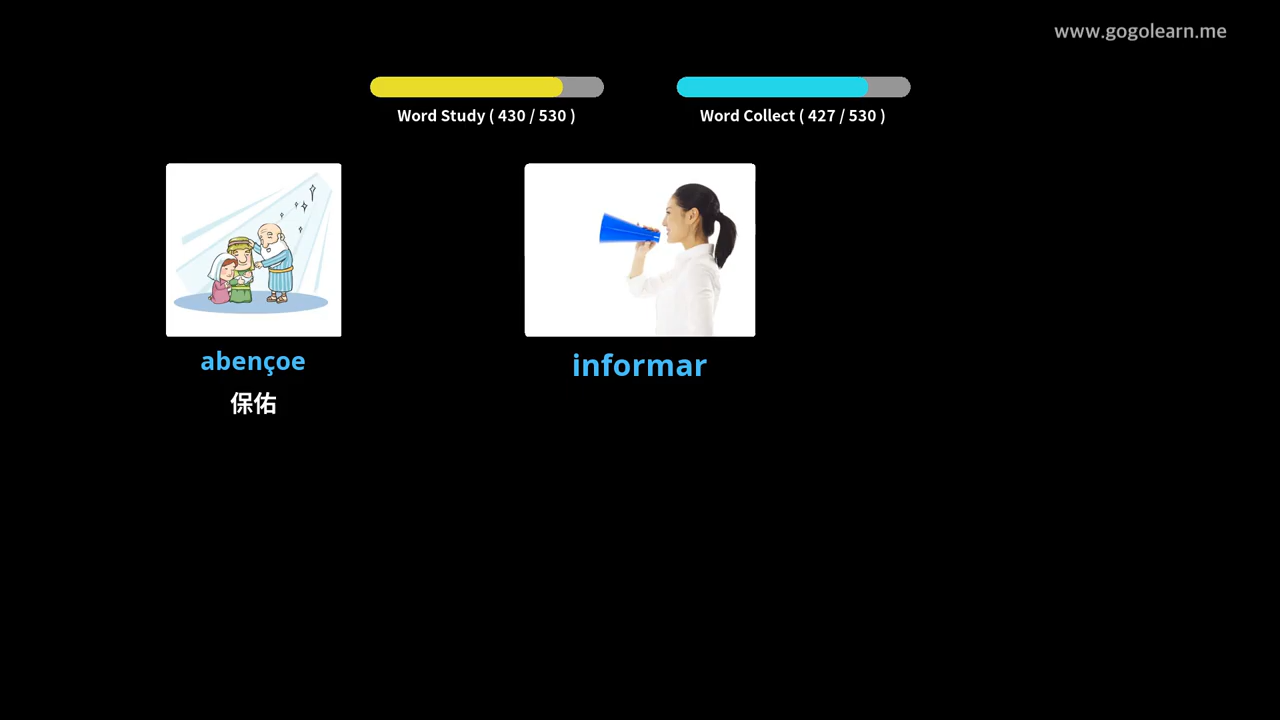 www.gogolearn.me
Word Study ( 430 / 530 )
Word Collect ( 427 / 530 )
abençoe
保佑
informar